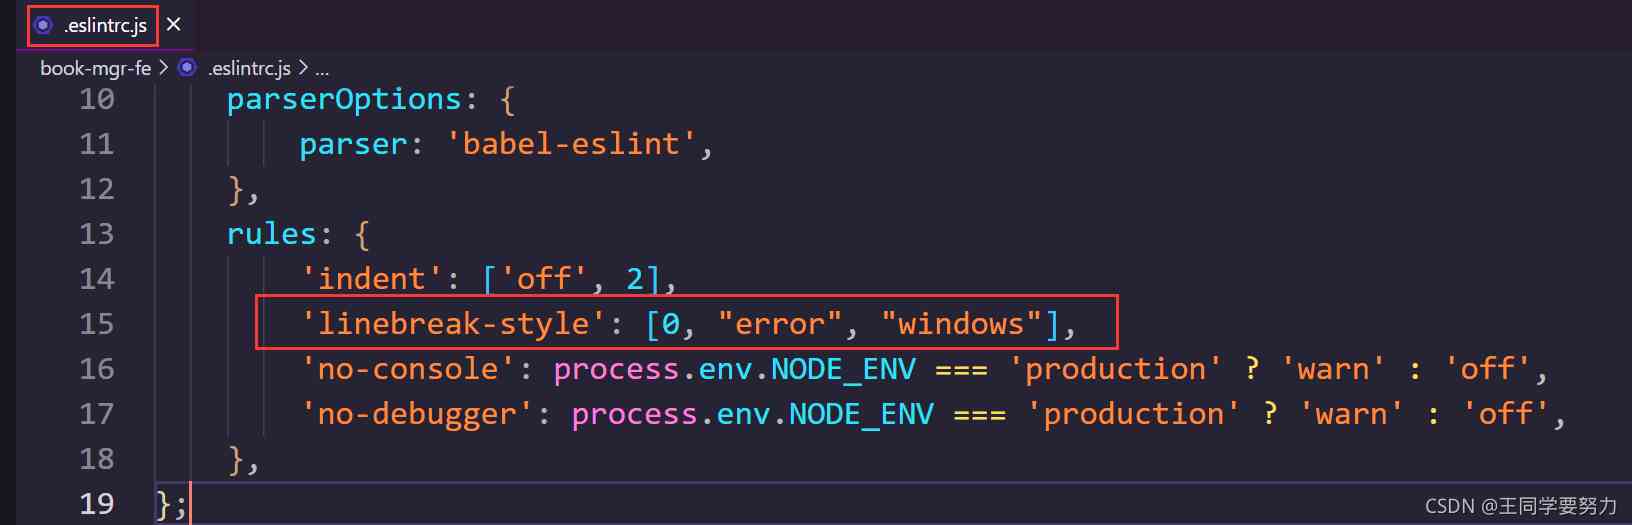 .eslintrc.js ×
book-mgr-fe > .eslintrc.js > ...
10 parserOptions: {
11 parser: 'babel-eslint',
12 },
13 rules: {
14 'indent': ['off', 2],
15 'linebreak-style': [0, "error", "windows"],
16 'no-console': process.env.NODE_ENV === 'production' ? 'warn' : 'off',
17 'no-debugger': process.env.NODE_ENV === 'production' ? 'warn' : 'off',
18 },
19 };
CSDN @王同学要努力